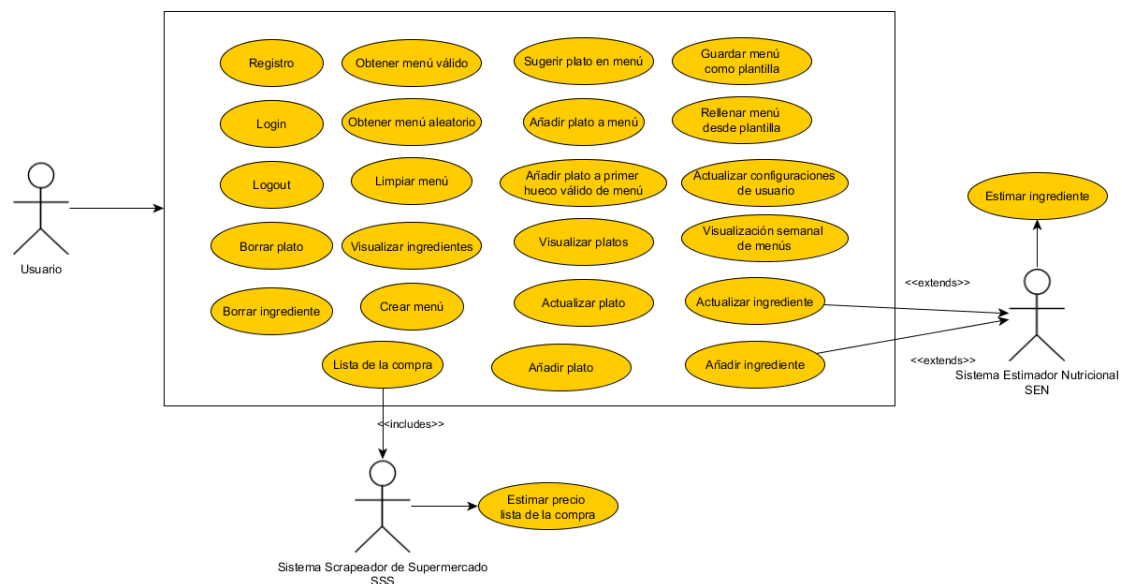 Registro
Obtener menú válido
Sugerir plato en menú
Guardar menú
como plantilla
Login
Obtener menú aleatorio
Añadir plato a menú
Rellenar menú
desde plantilla
Logout
Limpiar menú
Añadir plato a primer
hueco válido de menú
Actualizar configuraciones
de usuario
Estimar ingrediente
Borrar plato
Visualizar ingredientes
Visualizar platos
Visualización semanal
de menús
Usuario
Borrar ingrediente
Crear menú
Actualizar plato
Actualizar ingrediente
<<extends>>
Lista de la compra
Añadir plato
Añadir ingrediente
<<extends>>
Sistema Estimador Nutricional
SEN
<<includes>>
Estimar precio
lista de la compra
Sistema Scrapeador de Supermercado
SSS